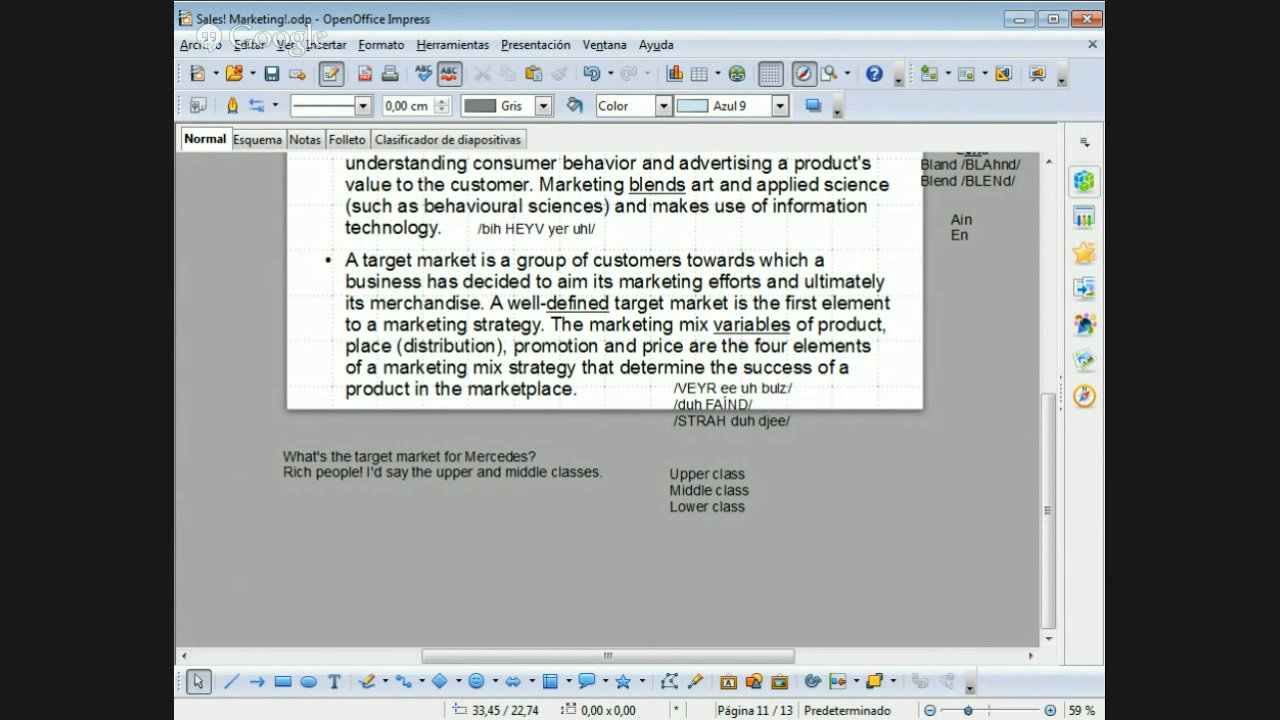 Sales! Marketing!.odp - OpenOffice Impress
Google
Archivo Editar Ver Insertar Formato Herramientas Presentación Ventana Ayuda
0,00 cm Gris Color Azul 9
Normal Esquema Notas Folleto Clasificador de diapositivas
understanding consumer behavior and advertising a product's
value to the customer. Marketing blends art and applied science
(such as behavioural sciences) and makes use of information
technology. /bih HEYV yer uhl/
Bland /BLAhnd/
Blend /BLENd/
Ain
En
• A target market is a group of customers towards which a
business has decided to aim its marketing efforts and ultimately
its merchandise. A well-defined target market is the first element
to a marketing strategy. The marketing mix variables of product,
place (distribution), promotion and price are the four elements
of a marketing mix strategy that determine the success of a
product in the marketplace.
/VEYR ee uh bulz/
/duh FAÍND/
/STRAH duh djee/
What's the target market for Mercedes?
Rich people! I'd say the upper and middle classes.
Upper class
Middle class
Lower class
33,45 / 22,74 0,00 x 0,00 * Página 11 / 13 Predeterminado 59 %